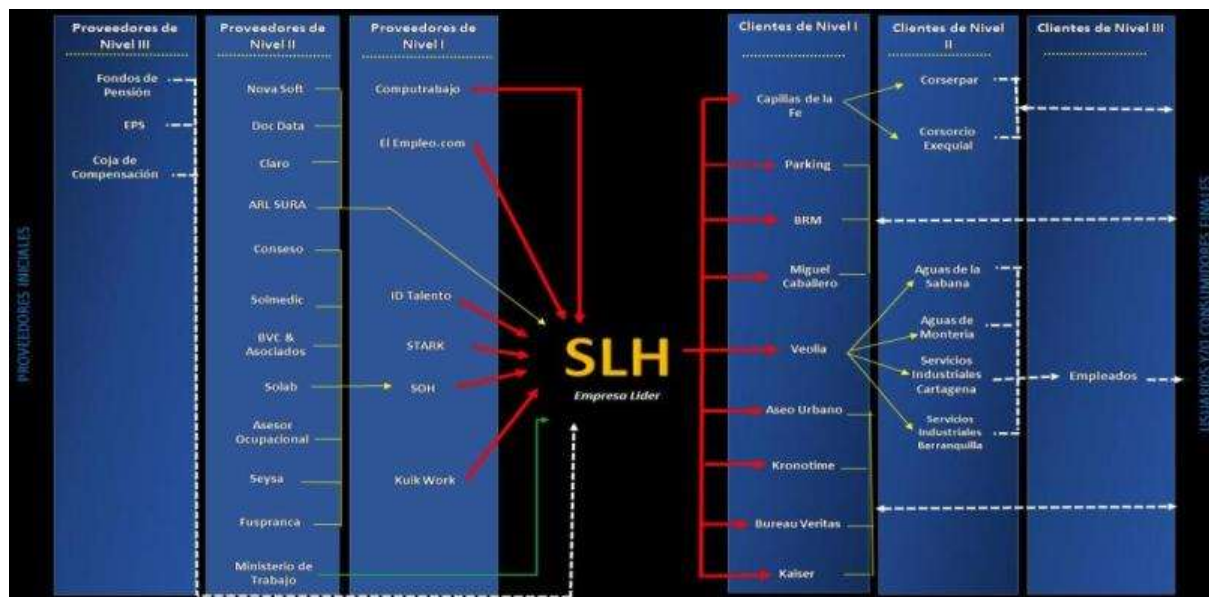 PROVEEDORES INICIALES
Proveedores de
Nivel III
Fondos de
Pensión
EPS
Coja de
Compensación
Proveedores de
Nivel II
Nova Soft
Doc Data
Claro
ARL SURA
Conseso
Solmedic
BVC &
Asociados
Solab
Asesor
Ocupacional
Seysa
Fuspranca
Ministerio de
Trabajo
Proveedores de
Nivel I
Computrabajo
El Empleo.com
ID Talento
STARK
SOH
Kuik Work
SLH
Empresa Lider
Clientes de Nivel I
Capillas de la
Fe
Parking
BRM
Miguel
Caballero
Veolia
Aseo Urbano
Kronotime
Bureau Veritas
Kaiser
Clientes de Nivel
II
Corserpar
Corsorcio
Exequial
Aguas de la
Sabana
Aguas de
Monteria
Servicios
Industriales
Cartagena
Servicios
Industriales
Barranquilla
Clientes de Nivel III
Empleados
USUARIOS Y/O CONSUMIDORES FINALES